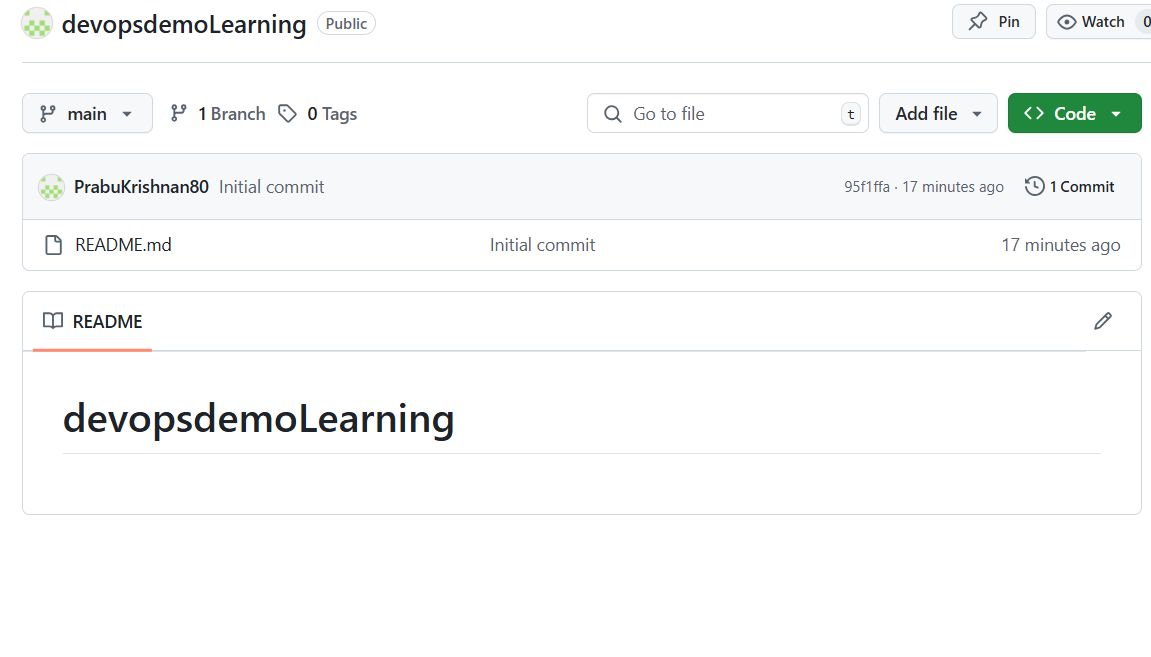 devopsdemoLearning Public Pin Watch 0
main 1 Branch 0 Tags Go to file t Add file Code
PrabuKrishnan80 Initial commit 95f1ffa · 17 minutes ago 1 Commit
README.md Initial commit 17 minutes ago
README
devopsdemoLearning